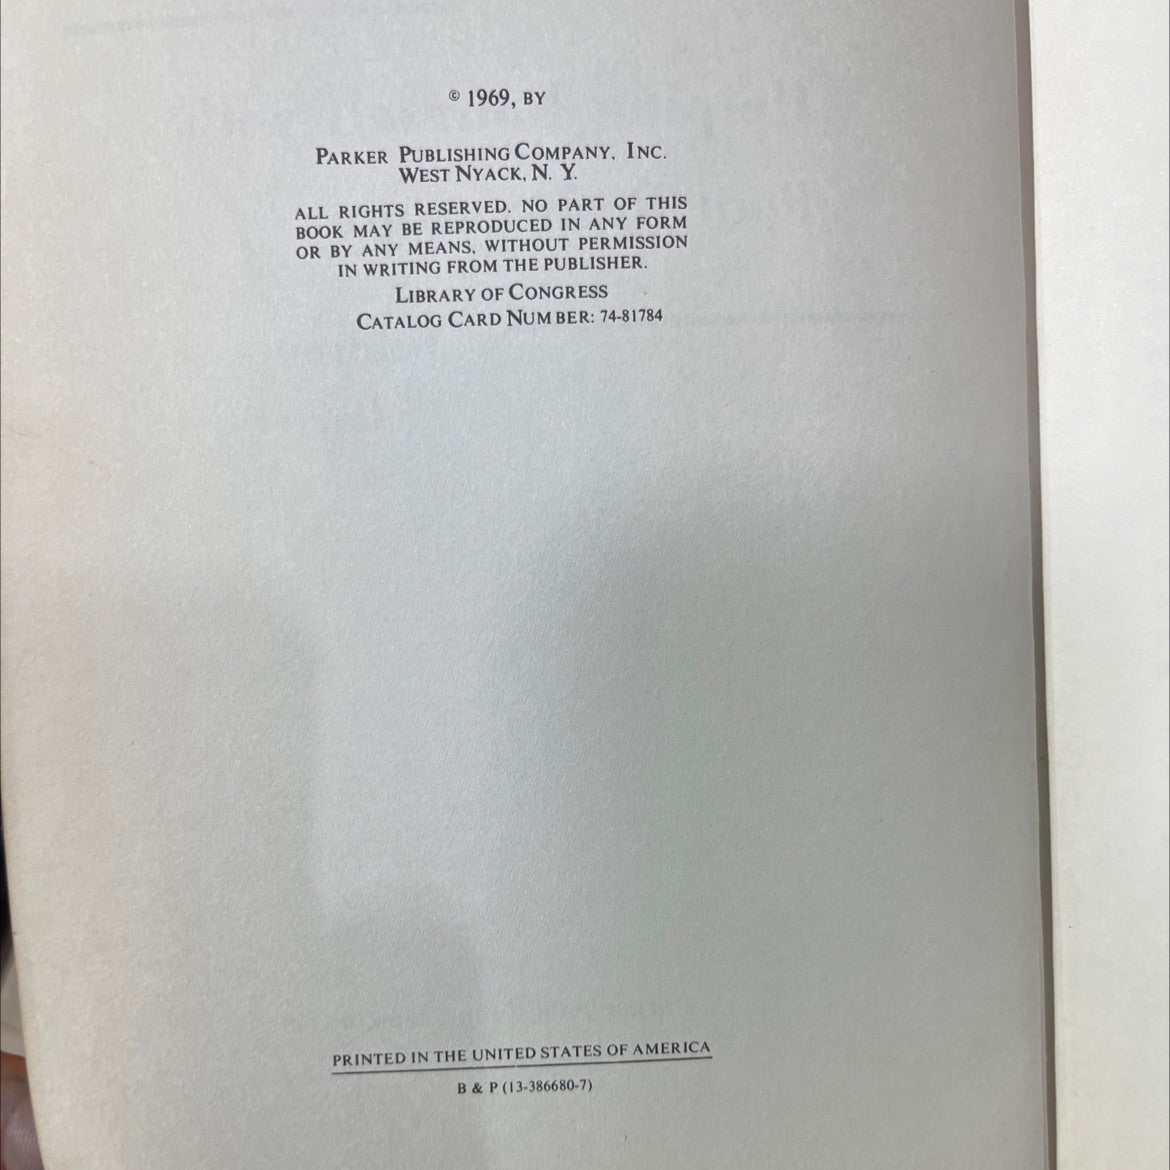 © 1969, BY
PARKER PUBLISHING COMPANY, INC.
WEST NYACK, N. Y.
ALL RIGHTS RESERVED. NO PART OF THIS
BOOK MAY BE REPRODUCED IN ANY FORM
OR BY ANY MEANS, WITHOUT PERMISSION
IN WRITING FROM THE PUBLISHER.
LIBRARY OF CONGRESS
CATALOG CARD NUMBER: 74-81784
PRINTED IN THE UNITED STATES OF AMERICA
B & P (13-386680-7)